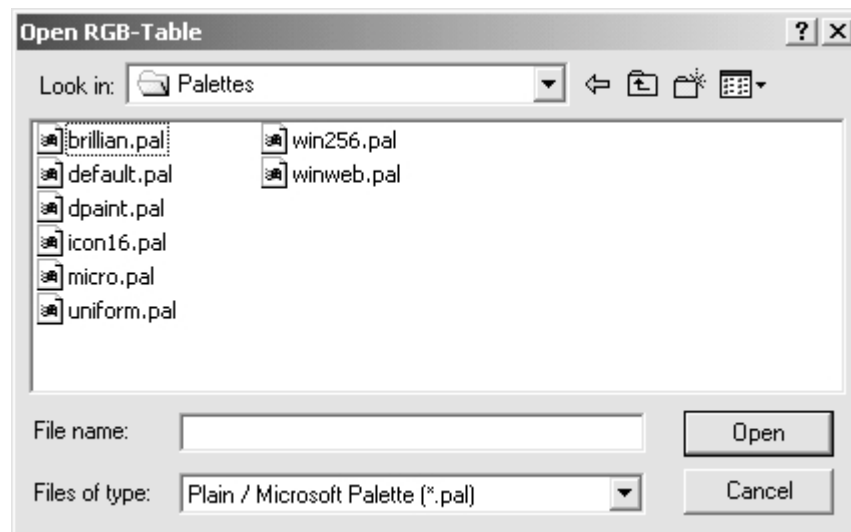 Open RGB-Table
Look in: Palettes
brillian.pal
default.pal
dpaint.pal
icon16.pal
micro.pal
uniform.pal
win256.pal
winweb.pal
File name:
Open
Files of type: Plain / Microsoft Palette (*.pal)
Cancel